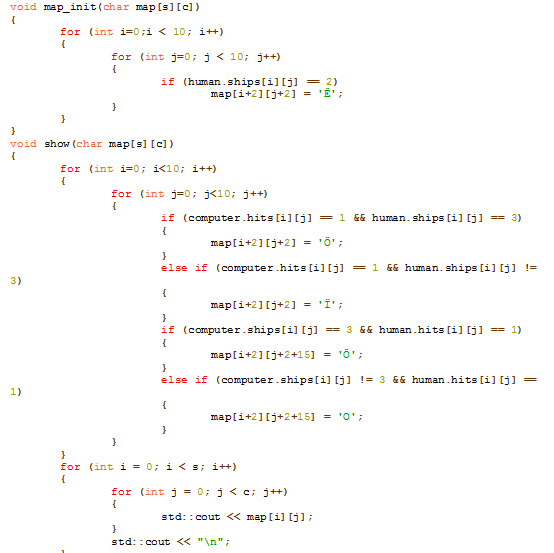 void map_init(char map[s][c])
{
for (int i=0;i < 10; i++)
{
for (int j=0; j < 10; j++)
{
if (human.ships[i][j] == 2)
map[i+2][j+2] = 'Ё';
}
}
}
void show(char map[s][c])
{
for (int i=0; i<10; i++)
{
for (int j=0; j<10; j++)
{
if (computer.hits[i][j] == 1 && human.ships[i][j] == 3)
{
map[i+2][j+2] = 'Ö';
}
else if (computer.hits[i][j] == 1 && human.ships[i][j] !=
3)
{
map[i+2][j+2] = 'Ї';
}
if (computer.ships[i][j] == 3 && human.hits[i][j] == 1)
{
map[i+2][j+2+15] = 'Ö';
}
else if (computer.ships[i][j] != 3 && human.hits[i][j] ==
1)
{
map[i+2][j+2+15] = 'O';
}
}
}
for (int i = 0; i < s; i++)
{
for (int j = 0; j < c; j++)
{
std::cout << map[i][j];
}
std::cout << "\n";
}